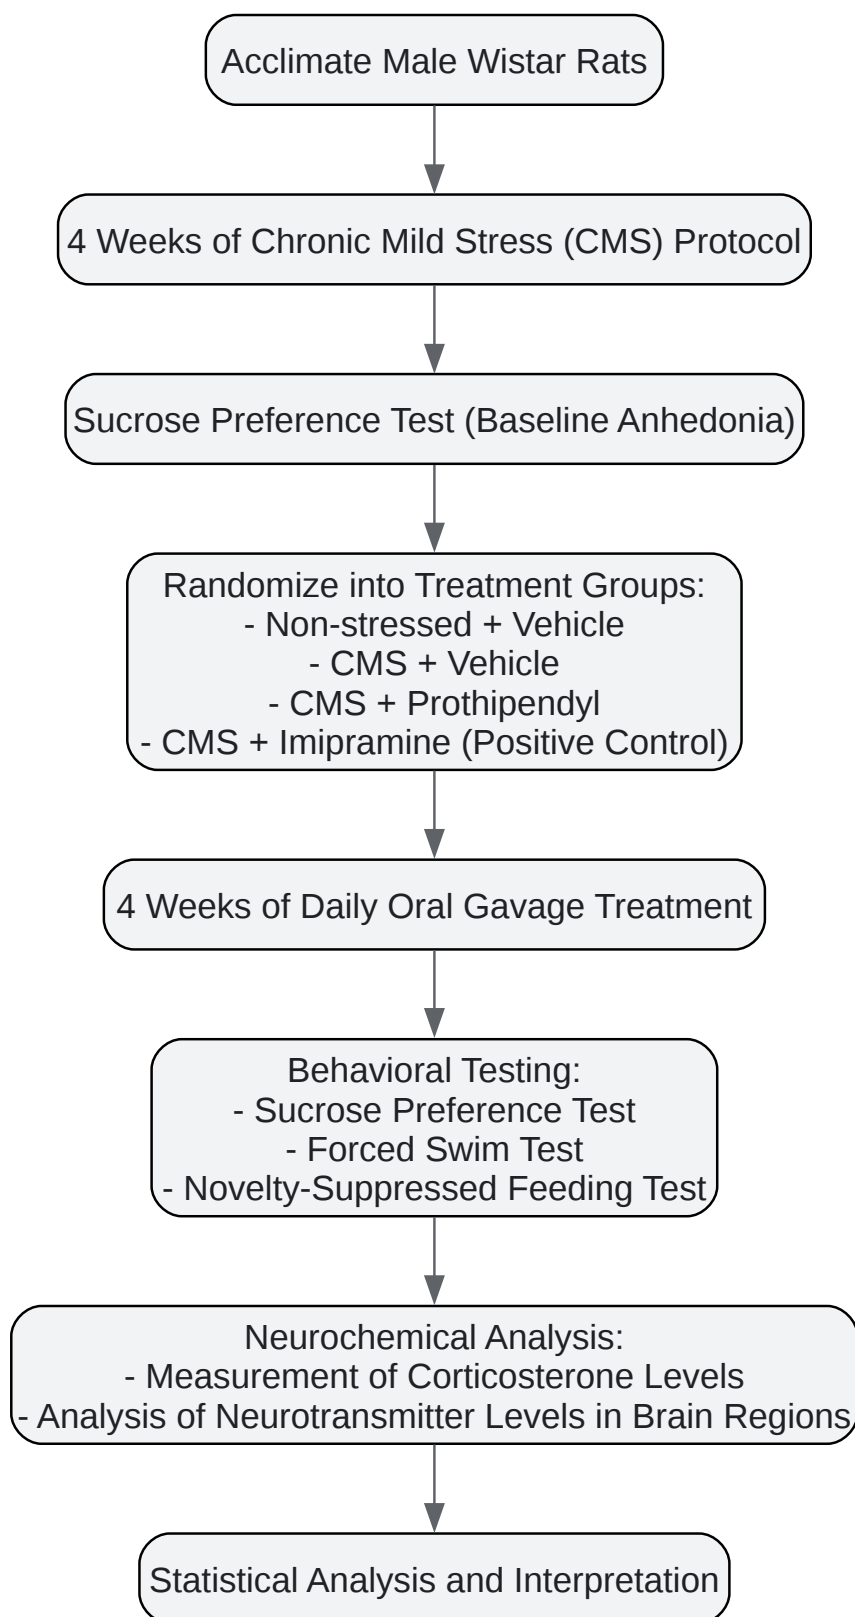 Acclimate Male Wistar Rats
4 Weeks of Chronic Mild Stress (CMS) Protocol
Sucrose Preference Test (Baseline Anhedonia)
Randomize into Treatment Groups:
- Non-stressed + Vehicle
- CMS + Vehicle
- CMS + Prothipendyl
- CMS + Imipramine (Positive Control)
4 Weeks of Daily Oral Gavage Treatment
Behavioral Testing:
- Sucrose Preference Test
- Forced Swim Test
- Novelty-Suppressed Feeding Test
Neurochemical Analysis:
- Measurement of Corticosterone Levels
- Analysis of Neurotransmitter Levels in Brain Regions
Statistical Analysis and Interpretation